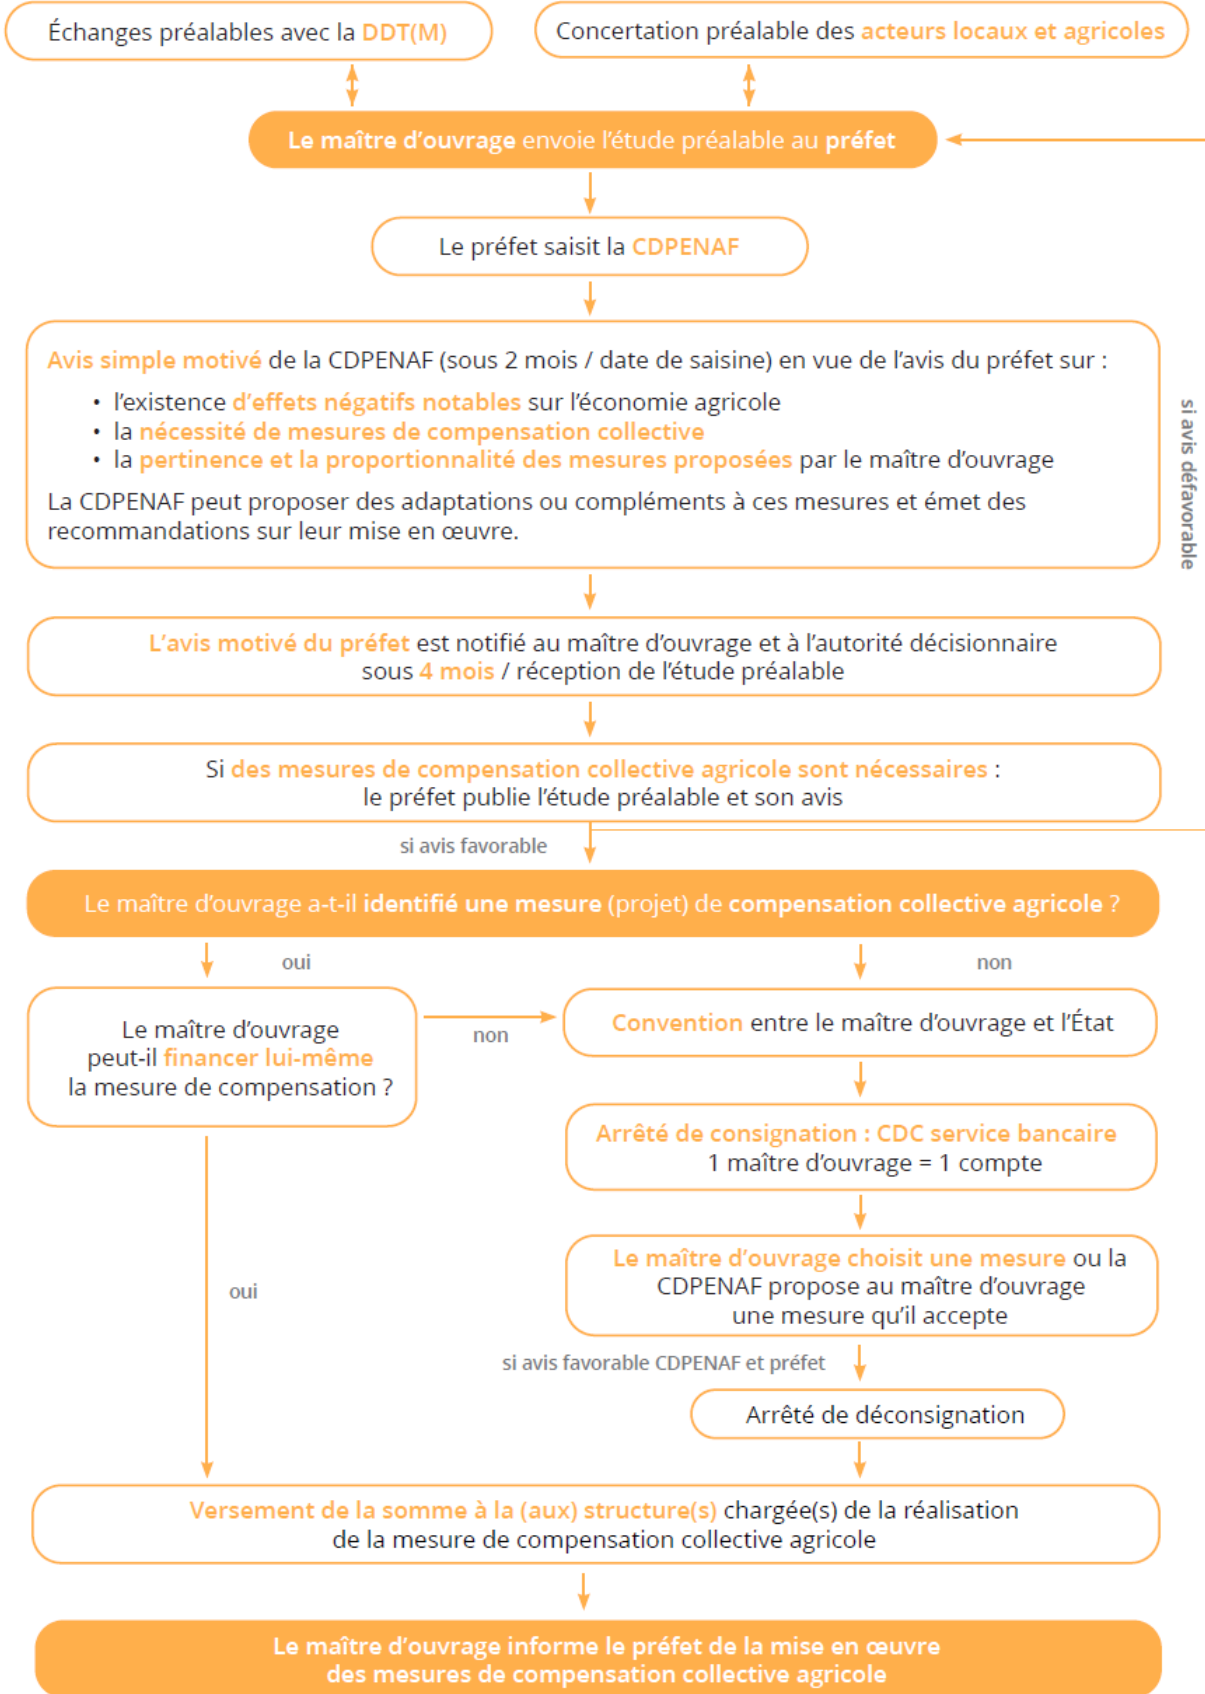 Échanges préalables avec la DDT(M)
Concertation préalable des acteurs locaux et agricoles
Le maître d'ouvrage envoie l'étude préalable au préfet
Le préfet saisit la CDPENAF
Avis simple motivé de la CDPENAF (sous 2 mois / date de saisine) en vue de l'avis du préfet sur :
• l'existence d'effets négatifs notables sur l'économie agricole
• la nécessité de mesures de compensation collective
• la pertinence et la proportionnalité des mesures proposées par le maître d'ouvrage
La CDPENAF peut proposer des adaptations ou compléments à ces mesures et émet des
recommandations sur leur mise en œuvre.
si avis défavorable
L'avis motivé du préfet est notifié au maître d'ouvrage et à l'autorité décisionnaire
sous 4 mois / réception de l'étude préalable
Si des mesures de compensation collective agricole sont nécessaires :
le préfet publie l'étude préalable et son avis
si avis favorable
Le maître d'ouvrage a-t-il identifié une mesure (projet) de compensation collective agricole ?
oui
non
Le maître d'ouvrage
peut-il financer lui-même
la mesure de compensation ?
non
Convention entre le maître d'ouvrage et l'État
Arrêté de consignation : CDC service bancaire
1 maître d'ouvrage = 1 compte
Le maître d'ouvrage choisit une mesure ou la
CDPENAF propose au maître d'ouvrage
une mesure qu'il accepte
oui
si avis favorable CDPENAF et préfet
Arrêté de déconsignation
Versement de la somme à la (aux) structure(s) chargée(s) de la réalisation
de la mesure de compensation collective agricole
Le maître d'ouvrage informe le préfet de la mise en œuvre
des mesures de compensation collective agricole